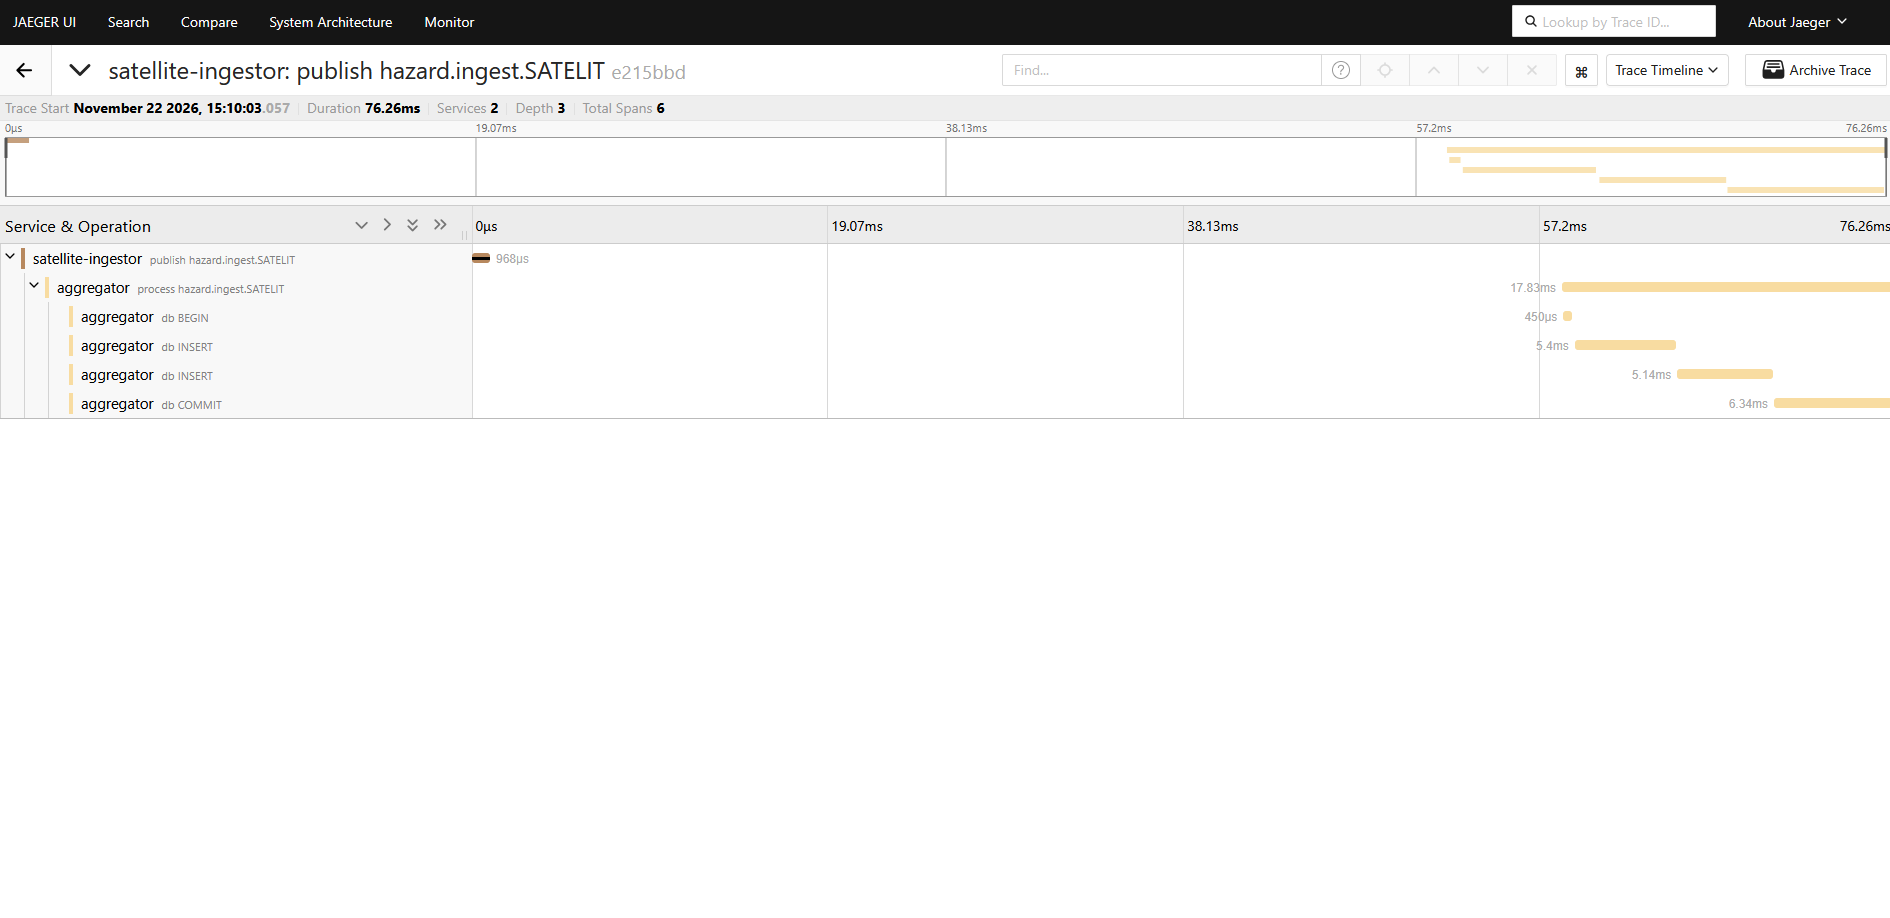 JAEGER UI Search Compare System Architecture Monitor Lookup by Trace ID... About Jaeger
satellite-ingestor: publish hazard.ingest.SATELIT e215bbd Find... Trace Timeline Archive Trace
Trace Start November 22 2026, 15:10:03.057 Duration 76.26ms Services 2 Depth 3 Total Spans 6
0μs 19.07ms 38.13ms 57.2ms 76.26ms
Service & Operation 0μs 19.07ms 38.13ms 57.2ms 76.26ms
satellite-ingestor publish hazard.ingest.SATELIT 968μs
aggregator process hazard.ingest.SATELIT 17.83ms
aggregator db BEGIN 450μs
aggregator db INSERT 5.4ms
aggregator db INSERT 5.14ms
aggregator db COMMIT 6.34ms